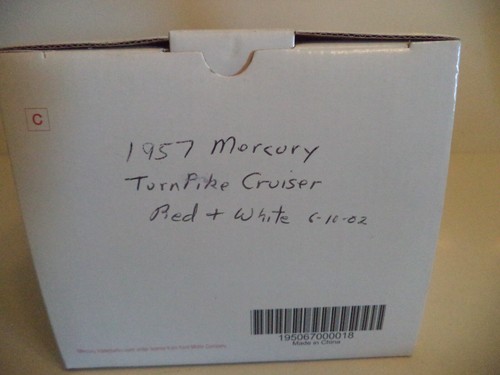 C
1957 Mercury
TurnPike Cruiser
Red + White 6-10-02
195067000018
Made in China